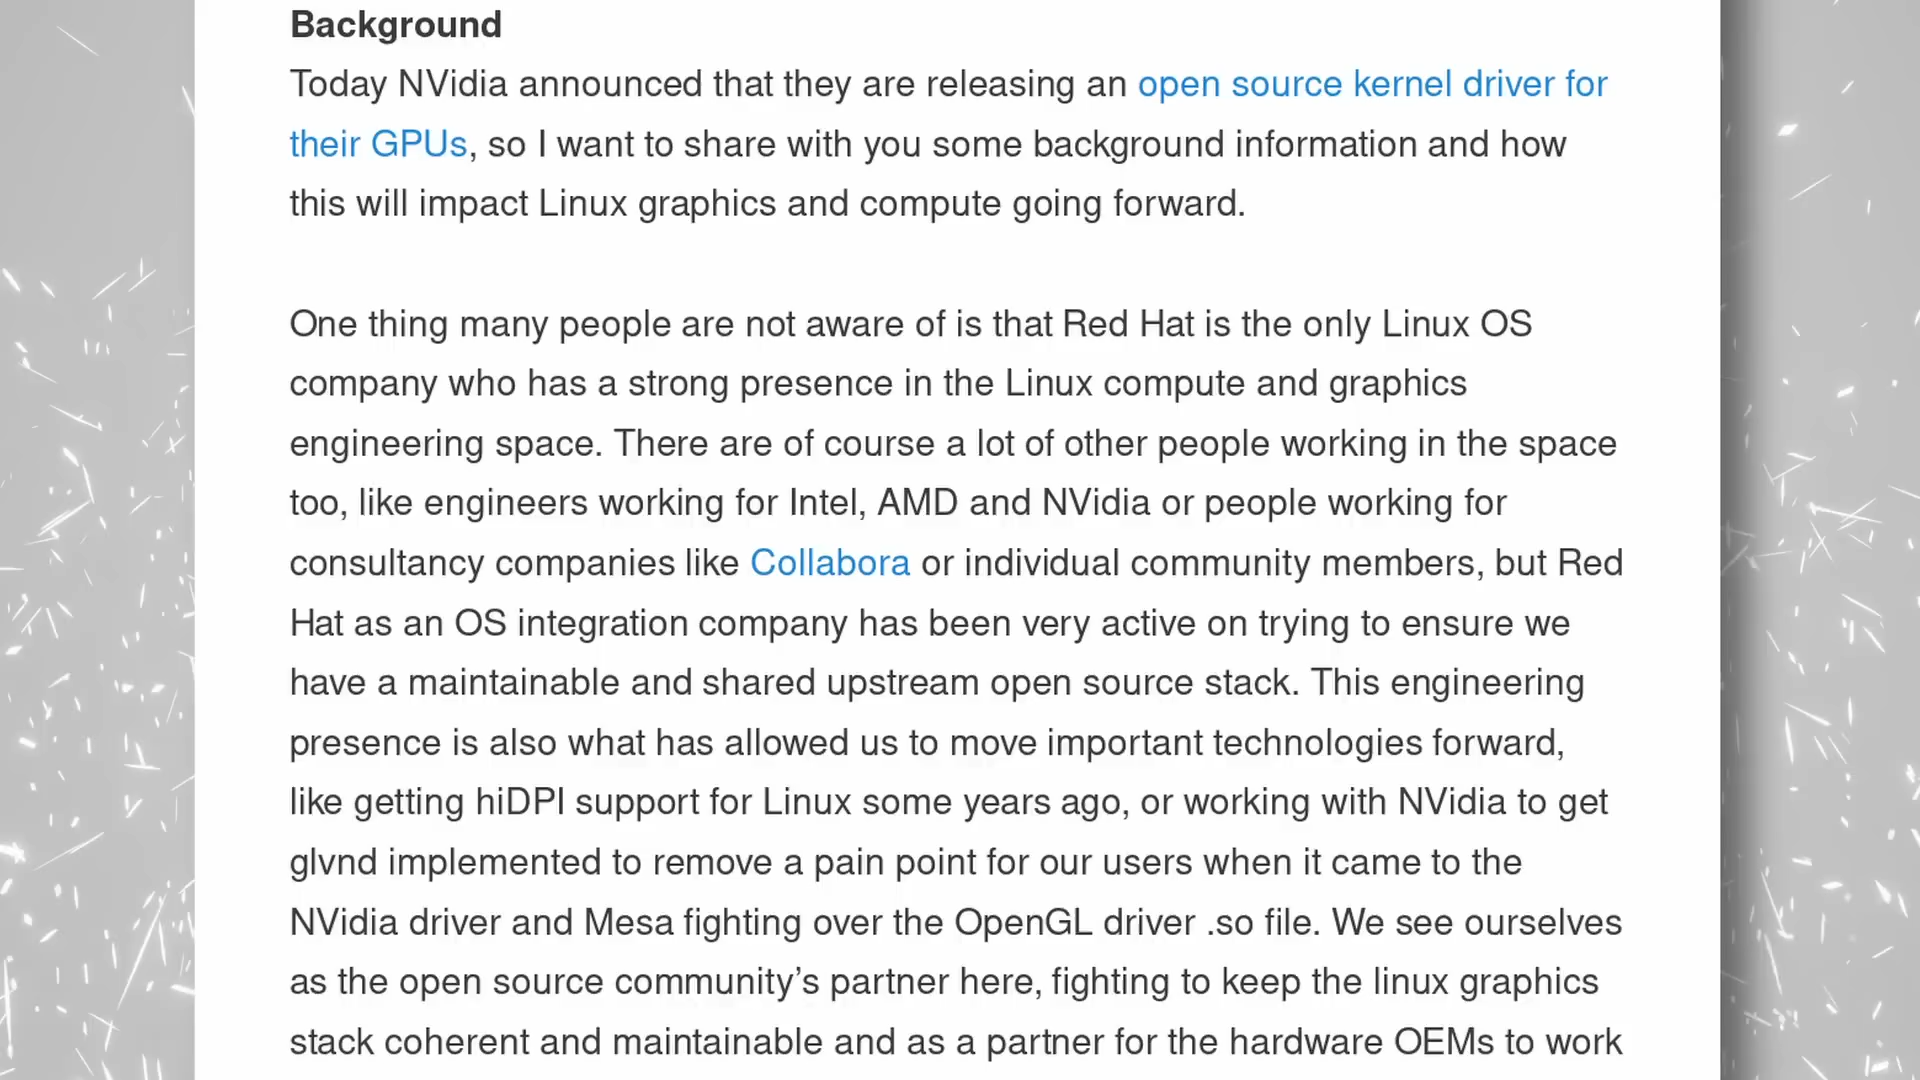 Background
Today NVidia announced that they are releasing an open source kernel driver for
their GPUs, so I want to share with you some background information and how
this will impact Linux graphics and compute going forward.
One thing many people are not aware of is that Red Hat is the only Linux OS
company who has a strong presence in the Linux compute and graphics
engineering space. There are of course a lot of other people working in the space
too, like engineers working for Intel, AMD and NVidia or people working for
consultancy companies like Collabora or individual community members, but Red
Hat as an OS integration company has been very active on trying to ensure we
have a maintainable and shared upstream open source stack. This engineering
presence is also what has allowed us to move important technologies forward,
like getting hiDPI support for Linux some years ago, or working with NVidia to get
glvnd implemented to remove a pain point for our users when it came to the
NVidia driver and Mesa fighting over the OpenGL driver .so file. We see ourselves
as the open source community’s partner here, fighting to keep the linux graphics
stack coherent and maintainable and as a partner for the hardware OEMs to work